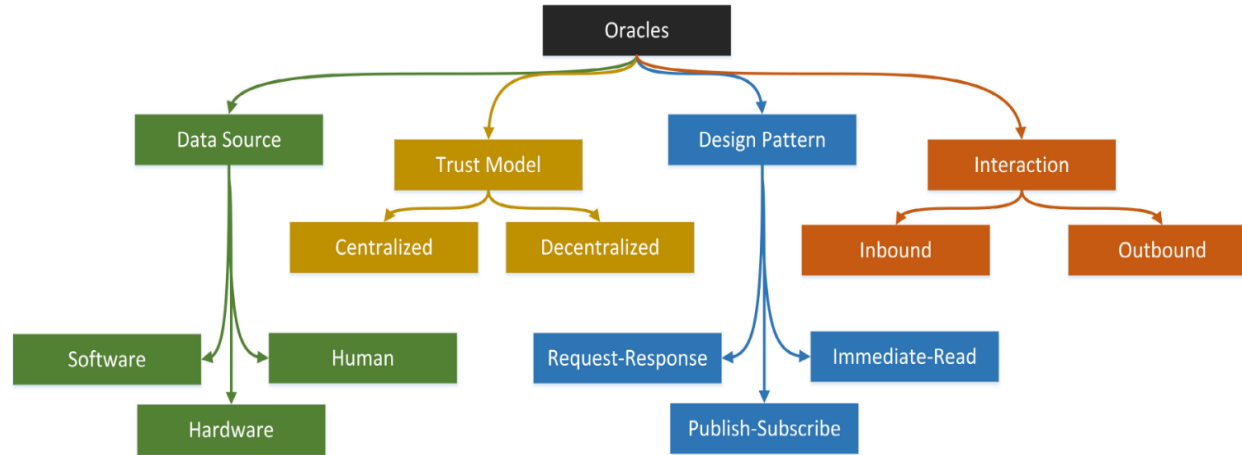 Oracles
Data Source
Design Pattern
Trust Model
Interaction
Centralized
Decentralized
Inbound
Outbound
Software
Human
Request-Response
Immediate-Read
Hardware
Publish-Subscribe